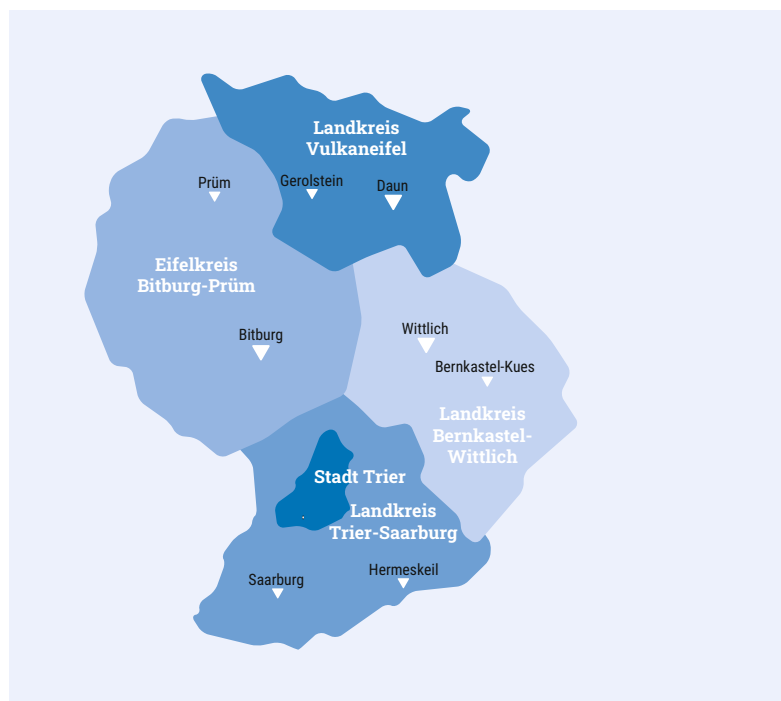 Landkreis
Vulkaneifel
Prüm
Gerolstein
Daun
Eifelkreis
Bitburg-Prüm
Bitburg
Wittlich
Bernkastel-Kues
Landkreis
Bernkastel-
Wittlich
Stadt Trier
Landkreis
Trier-Saarburg
Saarburg
Hermeskeil